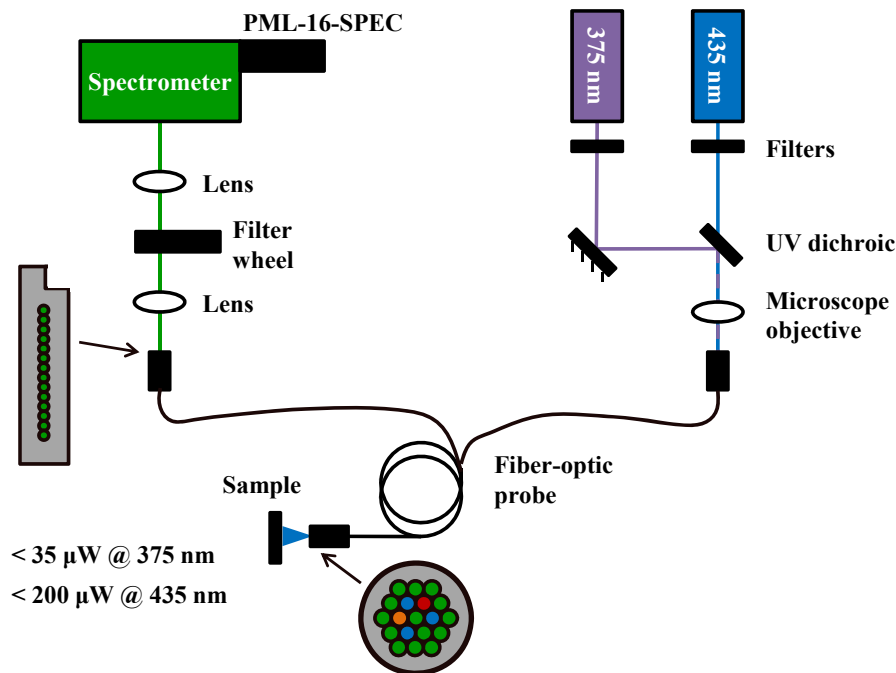 PML-16-SPEC
Spectrometer
375 nm
435 nm
Lens
Filters
Filter
wheel
UV dichroic
Lens
Microscope
objective
Fiber-optic
probe
Sample
< 35 µW @ 375 nm
< 200 µW @ 435 nm